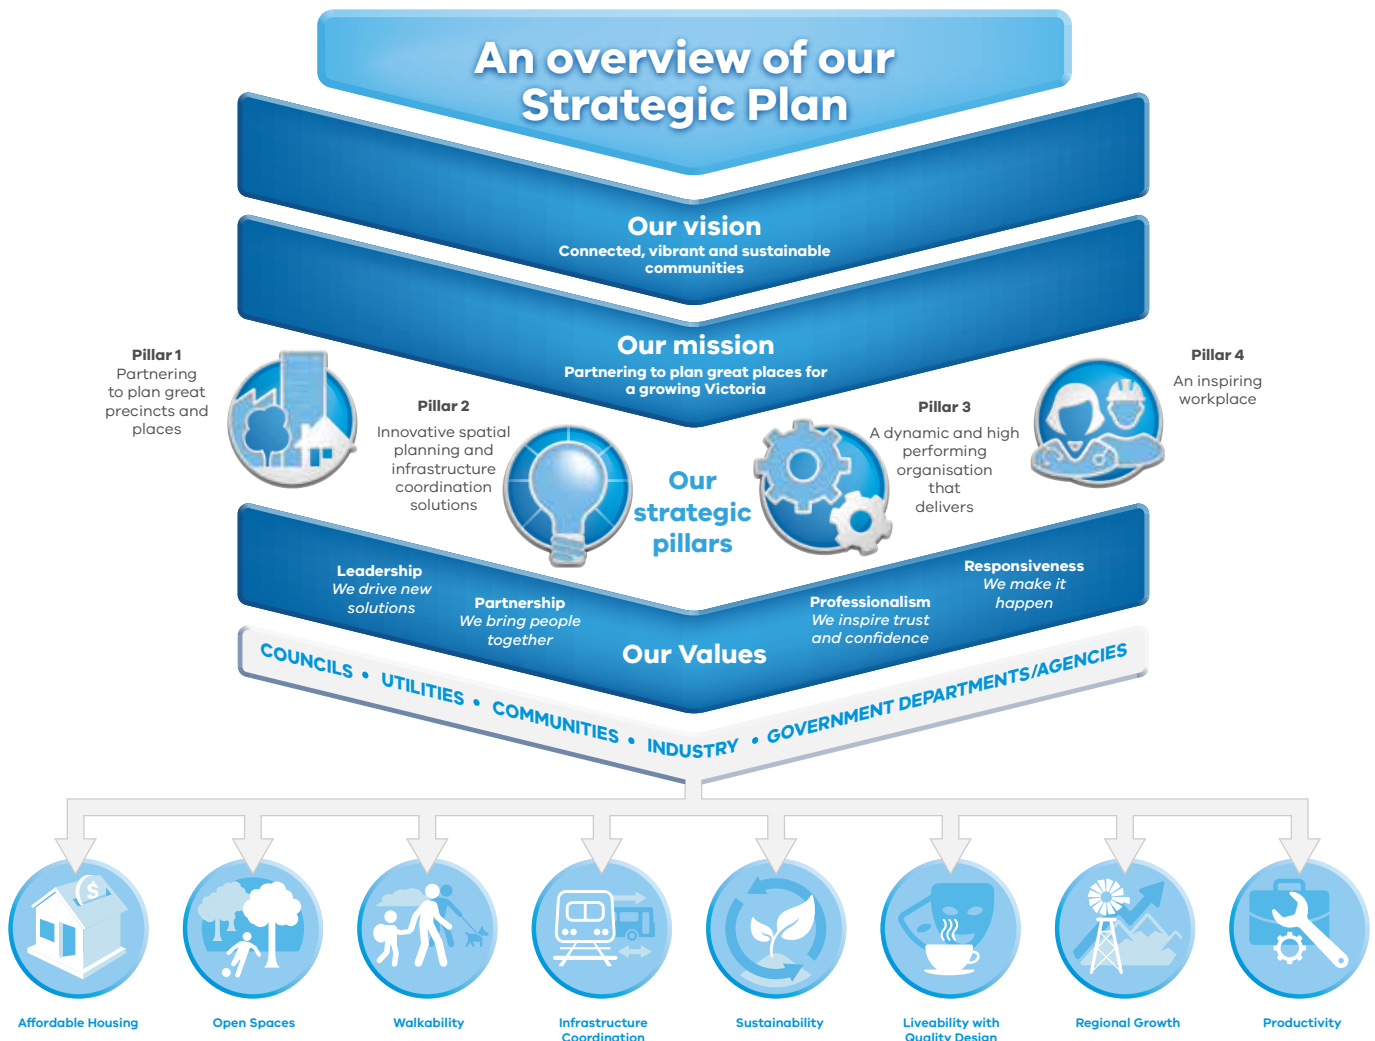 An overview of our
Strategic Plan
Our vision
Connected, vibrant and sustainable
communities
Our mission
Partnering to plan great places for
a growing Victoria
Pillar 1
Partnering
to plan great
precincts and
places
Pillar 2
Innovative spatial
planning and
infrastructure
coordination
solutions
Our
strategic
pillars
Pillar 3
A dynamic and high
performing
organisation
that
delivers
Pillar 4
An inspiring
workplace
Leadership
We drive new
solutions
Partnership
We bring people
together
Our Values
Professionalism
We inspire trust
and confidence
Responsiveness
We make it
happen
COUNCILS • UTILITIES • COMMUNITIES • INDUSTRY • GOVERNMENT DEPARTMENTS/AGENCIES
$
Affordable Housing
Open Spaces
Walkability
Infrastructure
Coordination
Sustainability
Liveability with
Quality Design
Regional Growth
Productivity